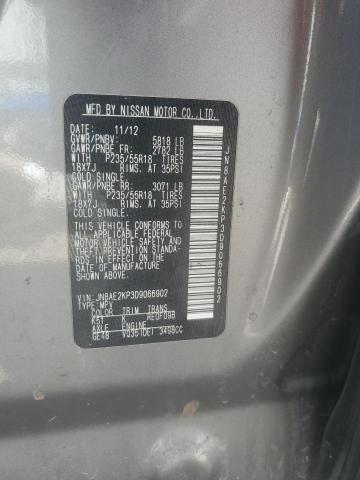 MFD BY NISSAN MOTOR CO.,LTD.
DATE: 11/12
GVWR/PNBV: 5818 LB
GAWR/PNBE FR: 2782 LB
WITH P235/55R18 TIRES
18X7J RIMS, AT 35PSI
COLD SINGLE.
GAWR/PNBE RR: 3071 LB
WITH P235/55R18 TIRES
18X7J RIMS, AT 35PSI
COLD SINGLE.
THIS VEHICLE CONFORMS TO ALL
APPLICABLE U.S. FEDERAL
MOTOR VEHICLE SAFETY AND
THEFT PREVENTION STANDA-
RDS IN EFFECT ON THE DATE
OF MANUFACTURE SHOWN
ABOVE.
VIN: JN8AE2KP3D9066902
TYPE: MPV
COLOR TRIM TRANS
K51 K RE0F09B
AXLE ENGINE
GE48 VQ35(DE) 3498CC
JN8AE2KP3D9066902